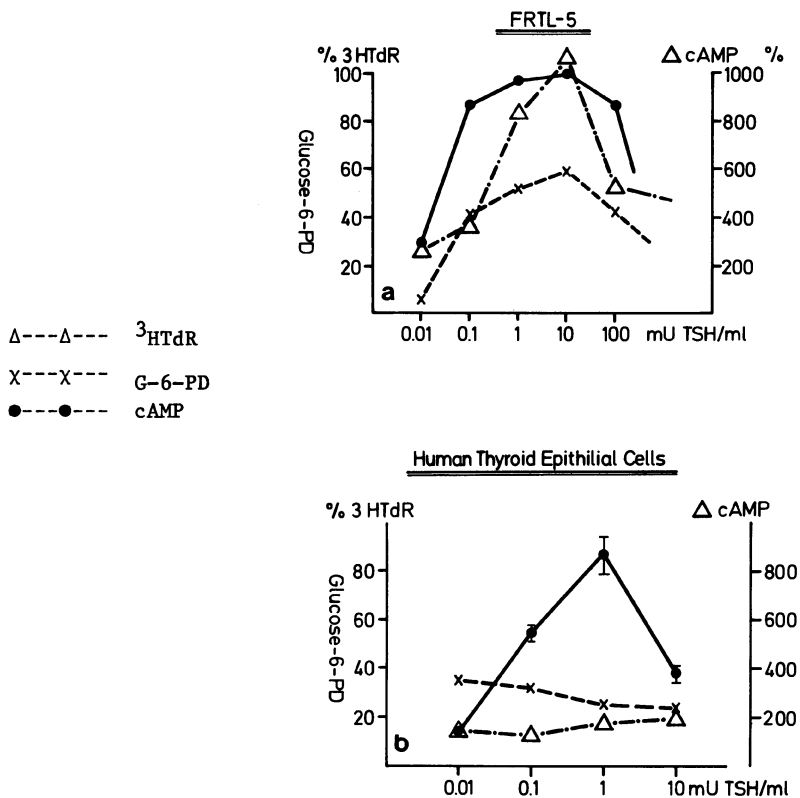 FRTL-5
% 3 HTdR
△ cAMP %
Glucose-6-PD
100
80
60
40
20
1000
800
600
400
200
a
0.01 0.1 1 10 100 mU TSH/ml
△---△--- ³HTdR
X---X--- G-6-PD
●---●--- cAMP
Human Thyroid Epithilial Cells
% 3 HTdR
△ cAMP
Glucose-6-PD
80
60
40
20
800
600
400
200
b
0.01 0.1 1 10 mU TSH/ml